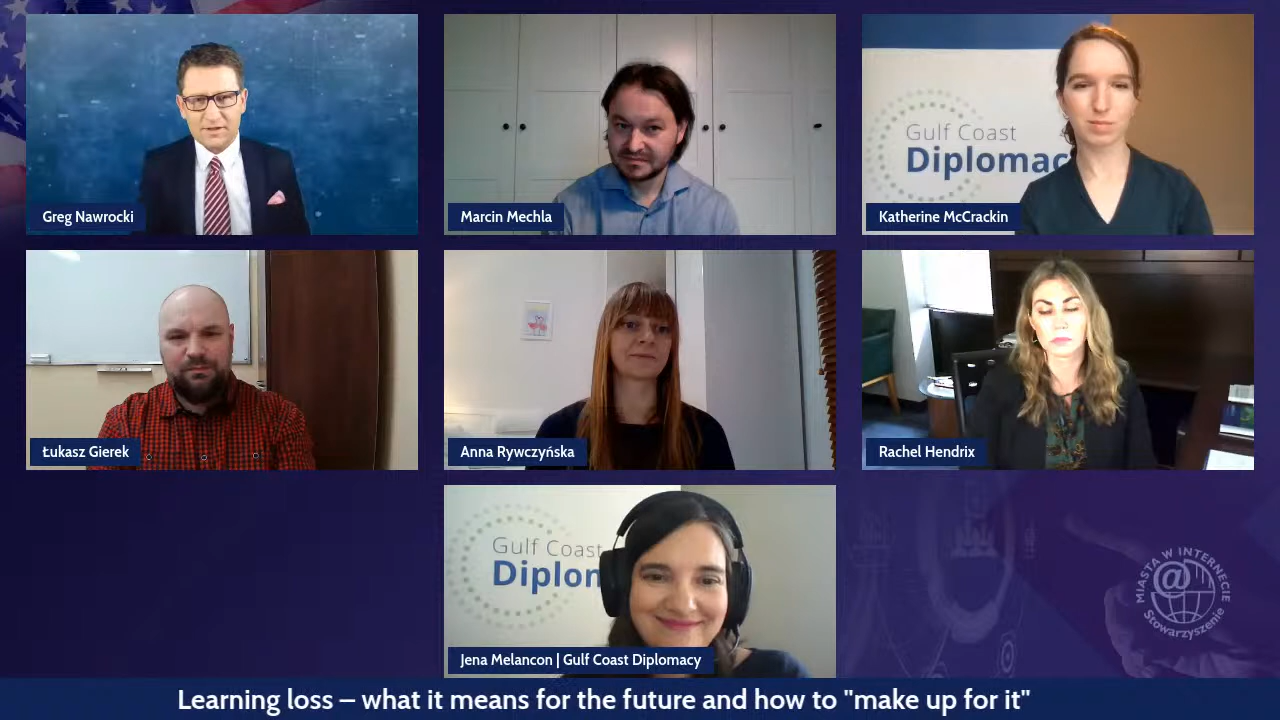 Greg Nawrocki
Marcin Mechla
Gulf Coast
Diplomac
Katherine McCrackin
Łukasz Gierek
Anna Rywczyńska
Rachel Hendrix
Gulf Coast
Diplon
Jena Melancon | Gulf Coast Diplomacy
MIASTA W INTERNECIE
@
Stowarzyszenie
Learning loss – what it means for the future and how to "make up for it"